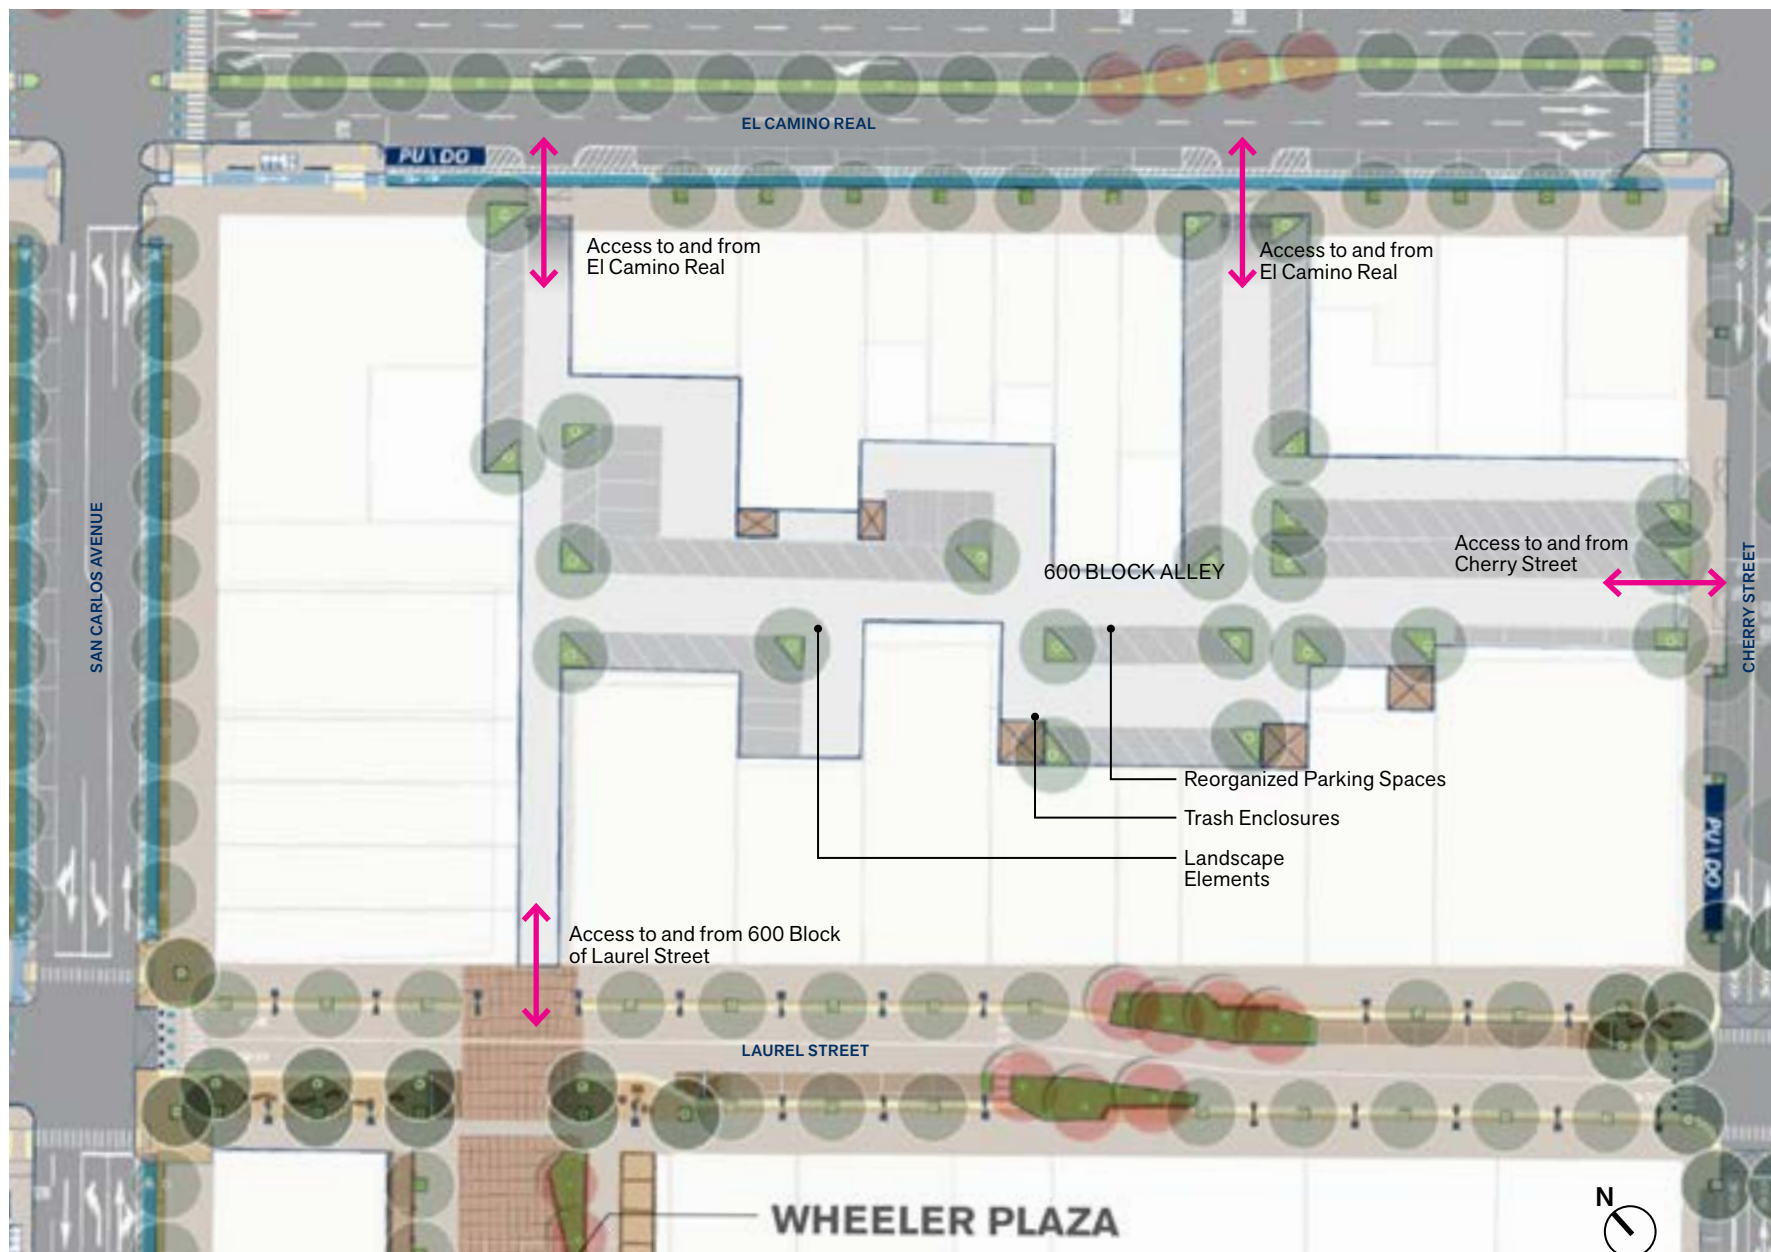 EL CAMINO REAL
PU \ DO
Access to and from
El Camino Real
Access to and from
El Camino Real
SAN CARLOS AVENUE
Access to and from
Cherry Street
600 BLOCK ALLEY
CHERRY STREET
Reorganized Parking Spaces
Trash Enclosures
Landscape
Elements
PU \ DO
Access to and from 600 Block
of Laurel Street
LAUREL STREET
WHEELER PLAZA
N